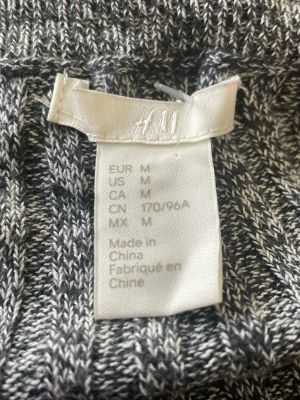 H&M
EUR M
US M
CA M
CN 170/96A
MX M
Made in
China
Fabriqué en
Chine